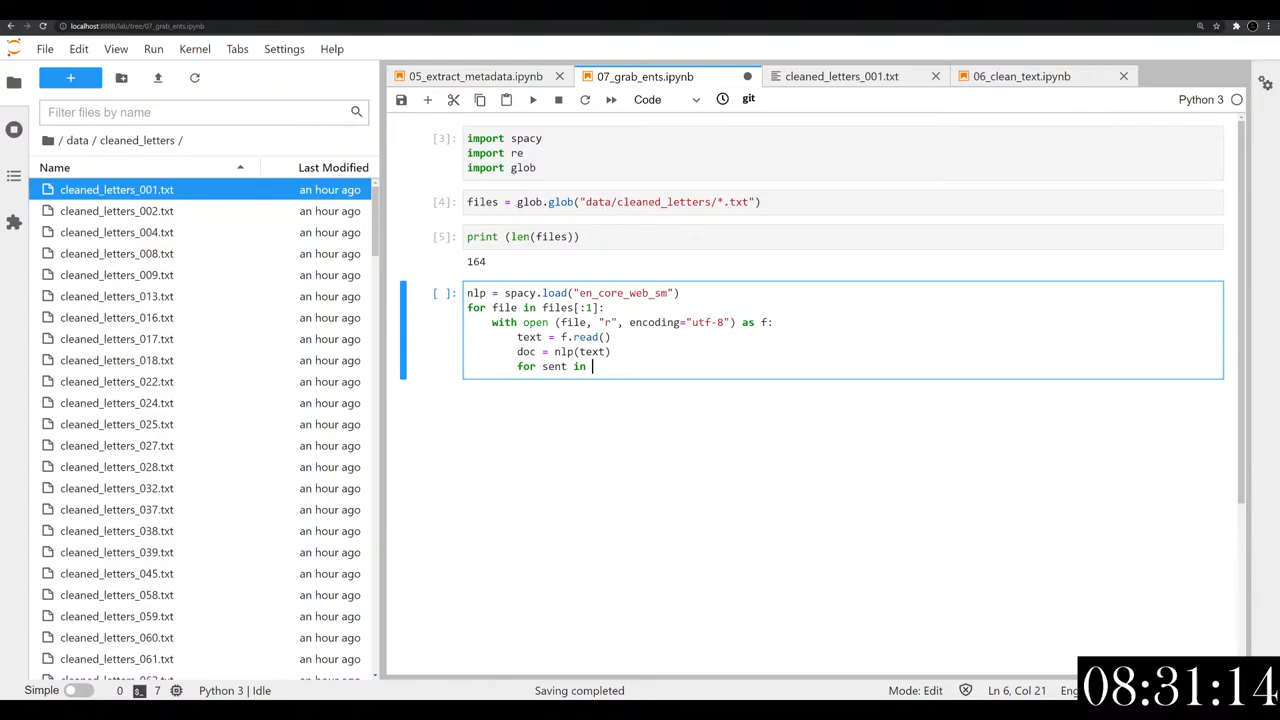 localhost:8888/lab/tree/07_grab_ents.ipynb
File Edit View Run Kernel Tabs Settings Help
+
Filter files by name
/ data / cleaned_letters /
Name Last Modified
cleaned_letters_001.txt an hour ago
cleaned_letters_002.txt an hour ago
cleaned_letters_004.txt an hour ago
cleaned_letters_008.txt an hour ago
cleaned_letters_009.txt an hour ago
cleaned_letters_013.txt an hour ago
cleaned_letters_016.txt an hour ago
cleaned_letters_017.txt an hour ago
cleaned_letters_018.txt an hour ago
cleaned_letters_022.txt an hour ago
cleaned_letters_024.txt an hour ago
cleaned_letters_025.txt an hour ago
cleaned_letters_027.txt an hour ago
cleaned_letters_028.txt an hour ago
cleaned_letters_032.txt an hour ago
cleaned_letters_037.txt an hour ago
cleaned_letters_038.txt an hour ago
cleaned_letters_039.txt an hour ago
cleaned_letters_045.txt an hour ago
cleaned_letters_058.txt an hour ago
cleaned_letters_059.txt an hour ago
cleaned_letters_060.txt an hour ago
cleaned_letters_061.txt an hour ago
05_extract_metadata.ipynb 07_grab_ents.ipynb cleaned_letters_001.txt 06_clean_text.ipynb
Code git Python 3
[3]: import spacy
import re
import glob
[4]: files = glob.glob("data/cleaned_letters/*.txt")
[5]: print (len(files))
164
[ ]: nlp = spacy.load("en_core_web_sm")
for file in files[:1]:
with open (file, "r", encoding="utf-8") as f:
text = f.read()
doc = nlp(text)
for sent in
Simple 0 $_ 7 Python 3 | Idle Saving completed Mode: Edit Ln 6, Col 21
08:31:14